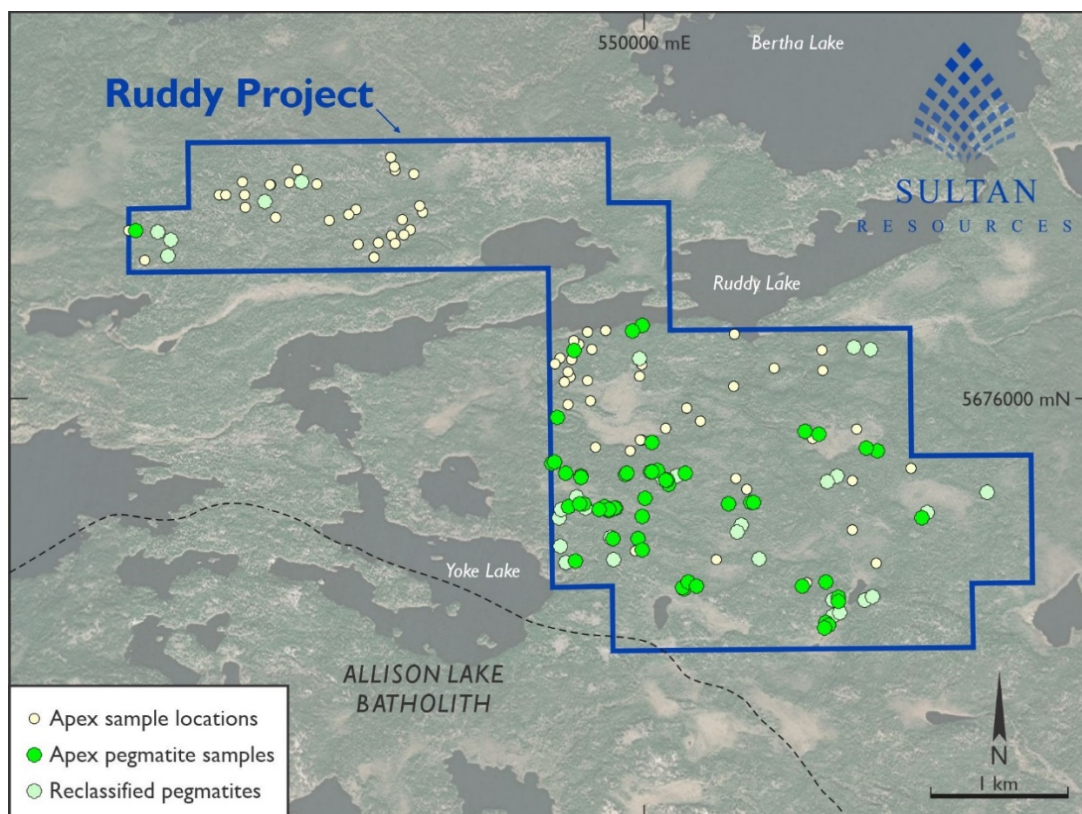 550000 mE
Bertha Lake
Ruddy Project
SULTAN
RESOURCES
Ruddy Lake
5676000 mN
Yoke Lake
ALLISON LAKE
BATHOLITH
Apex sample locations
Apex pegmatite samples
Reclassified pegmatites
N
1 km